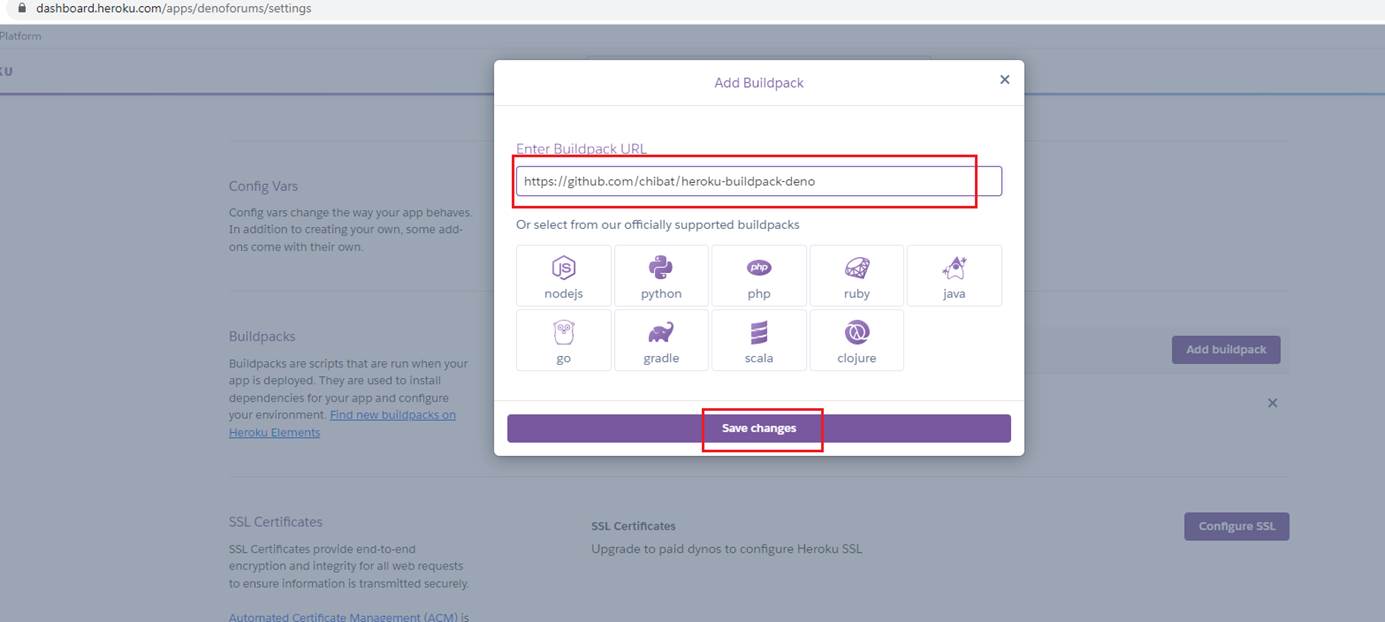 dashboard.heroku.com/apps/denoforums/settings
Platform
KU
Add Buildpack
Enter Buildpack URL
https://github.com/chibat/heroku-buildpack-deno
Or select from our officially supported buildpacks
nodejs
python
php
ruby
java
go
gradle
scala
clojure
Save changes
Config Vars
Config vars change the way your app behaves.
In addition to creating your own, some add-
ons come with their own.
Buildpacks
Buildpacks are scripts that are run when your
app is deployed. They are used to install
dependencies for your app and configure
your environment. Find new buildpacks on
Heroku Elements
Add buildpack
SSL Certificates
SSL Certificates provide end-to-end
encryption and integrity for all web requests
to ensure information is transmitted securely.
Automated Certificate Management (ACM) is
SSL Certificates
Upgrade to paid dynos to configure Heroku SSL
Configure SSL